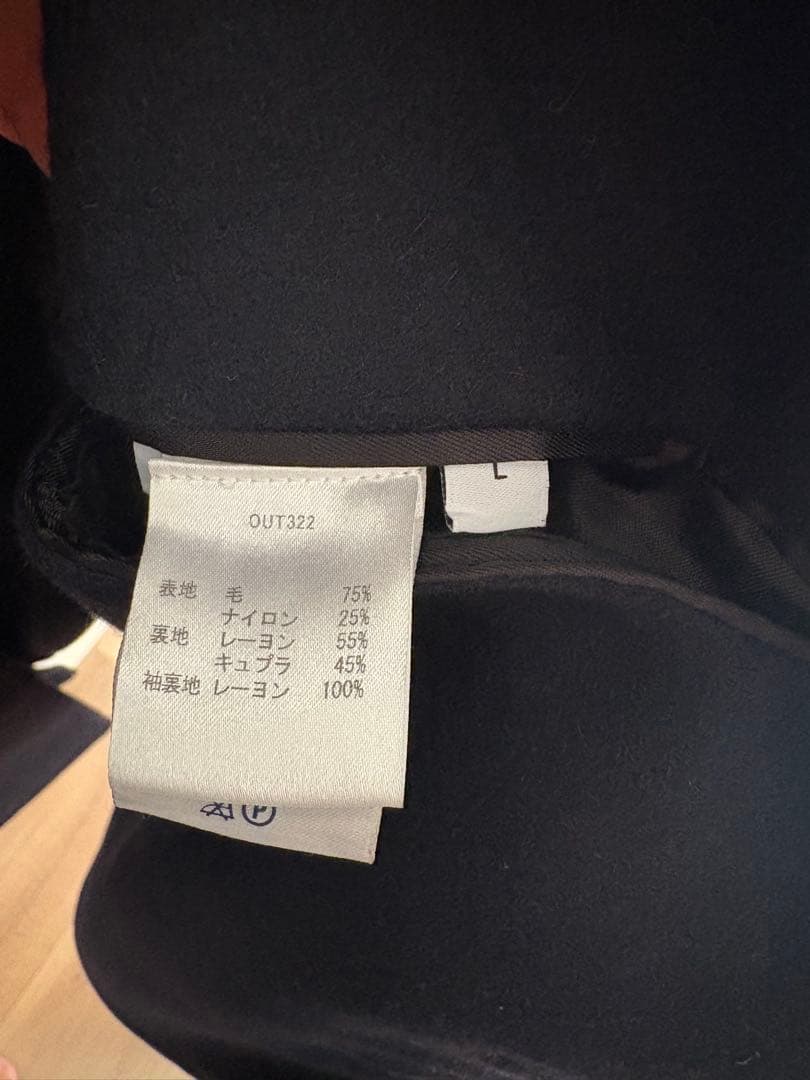 OUT322
L
表地 毛 75%
ナイロン 25%
裏地 レーヨン 55%
キュプラ 45%
袖裏地 レーヨン 100%
P